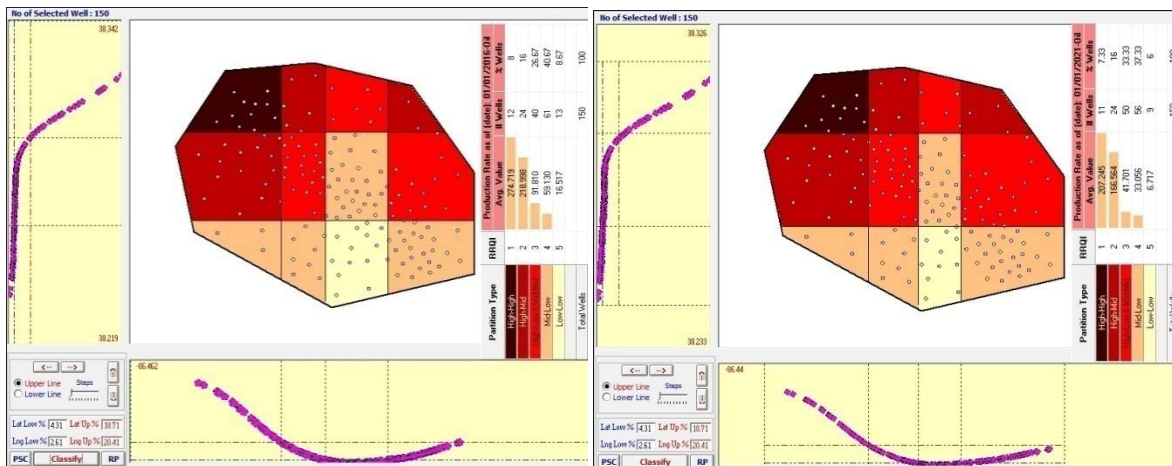 No of Selected Well : 150
38.342
38.219
-86.462
Production Rate as of (date): 01/01/2016-Oil
Partition Type RRQI Avg. Value # Wells % Wells
High-High 1 274.719 12 8
High-Mid 2 218.998 24 16
3 91.810 40 26.67
Mid-Low 4 59.130 61 40.67
Low-Low 5 16.517 13 8.67
Total Wells 150 100
<-- -->
Upper Line Steps
Lower Line
Lat Low % 4.31 Lat Up % 18.71
Lng Low % 2.61 Lng Up % 20.41
PSC Classify RP
No of Selected Well : 150
38.326
38.233
-86.44
Production Rate as of (date): 01/01/2021-Oil
Partition Type RRQI Avg. Value # Wells % Wells
High-High 1 207.245 11 7.33
High-Mid 2 166.564 24 16
3 41.701 50 33.33
Mid-Low 4 33.056 56 37.33
Low-Low 5 6.717 9 6
<-- -->
Upper Line Steps
Lower Line
Lat Low % 4.31 Lat Up % 18.71
Lng Low % 2.61 Lng Up % 20.41
PSC Classify RP